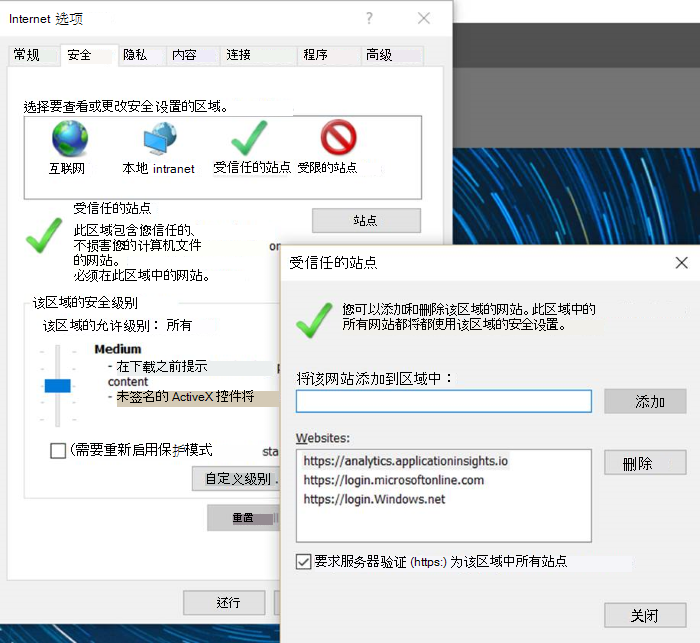 Internet 选项
常规 安全 隐私 内容 连接 程序 高级
选择要查看或更改安全设置的区域。
互联网 本地 intranet 受信任的站点 受限的站点
受信任的站点
站点
此区域包含您信任的、
不损害您的计算机文件
的网站。
必须在此区域中的网站。
该区域的安全级别
该区域的允许级别： 所有
Medium
- 在下载之前提示
content
- 未签名的 ActiveX 控件将
(需要重新启用保护模式
自定义级别
重置
还行
受信任的站点
您可以添加和删除该区域的网站。此区域中的
所有网站都将都使用该区域的安全设置。
将该网站添加到区域中：
添加
Websites:
https://analytics.applicationinsights.io
https://login.microsoftonline.com
https://login.Windows.net
删除
要求服务器验证 (https:) 为该区域中所有站点
关闭